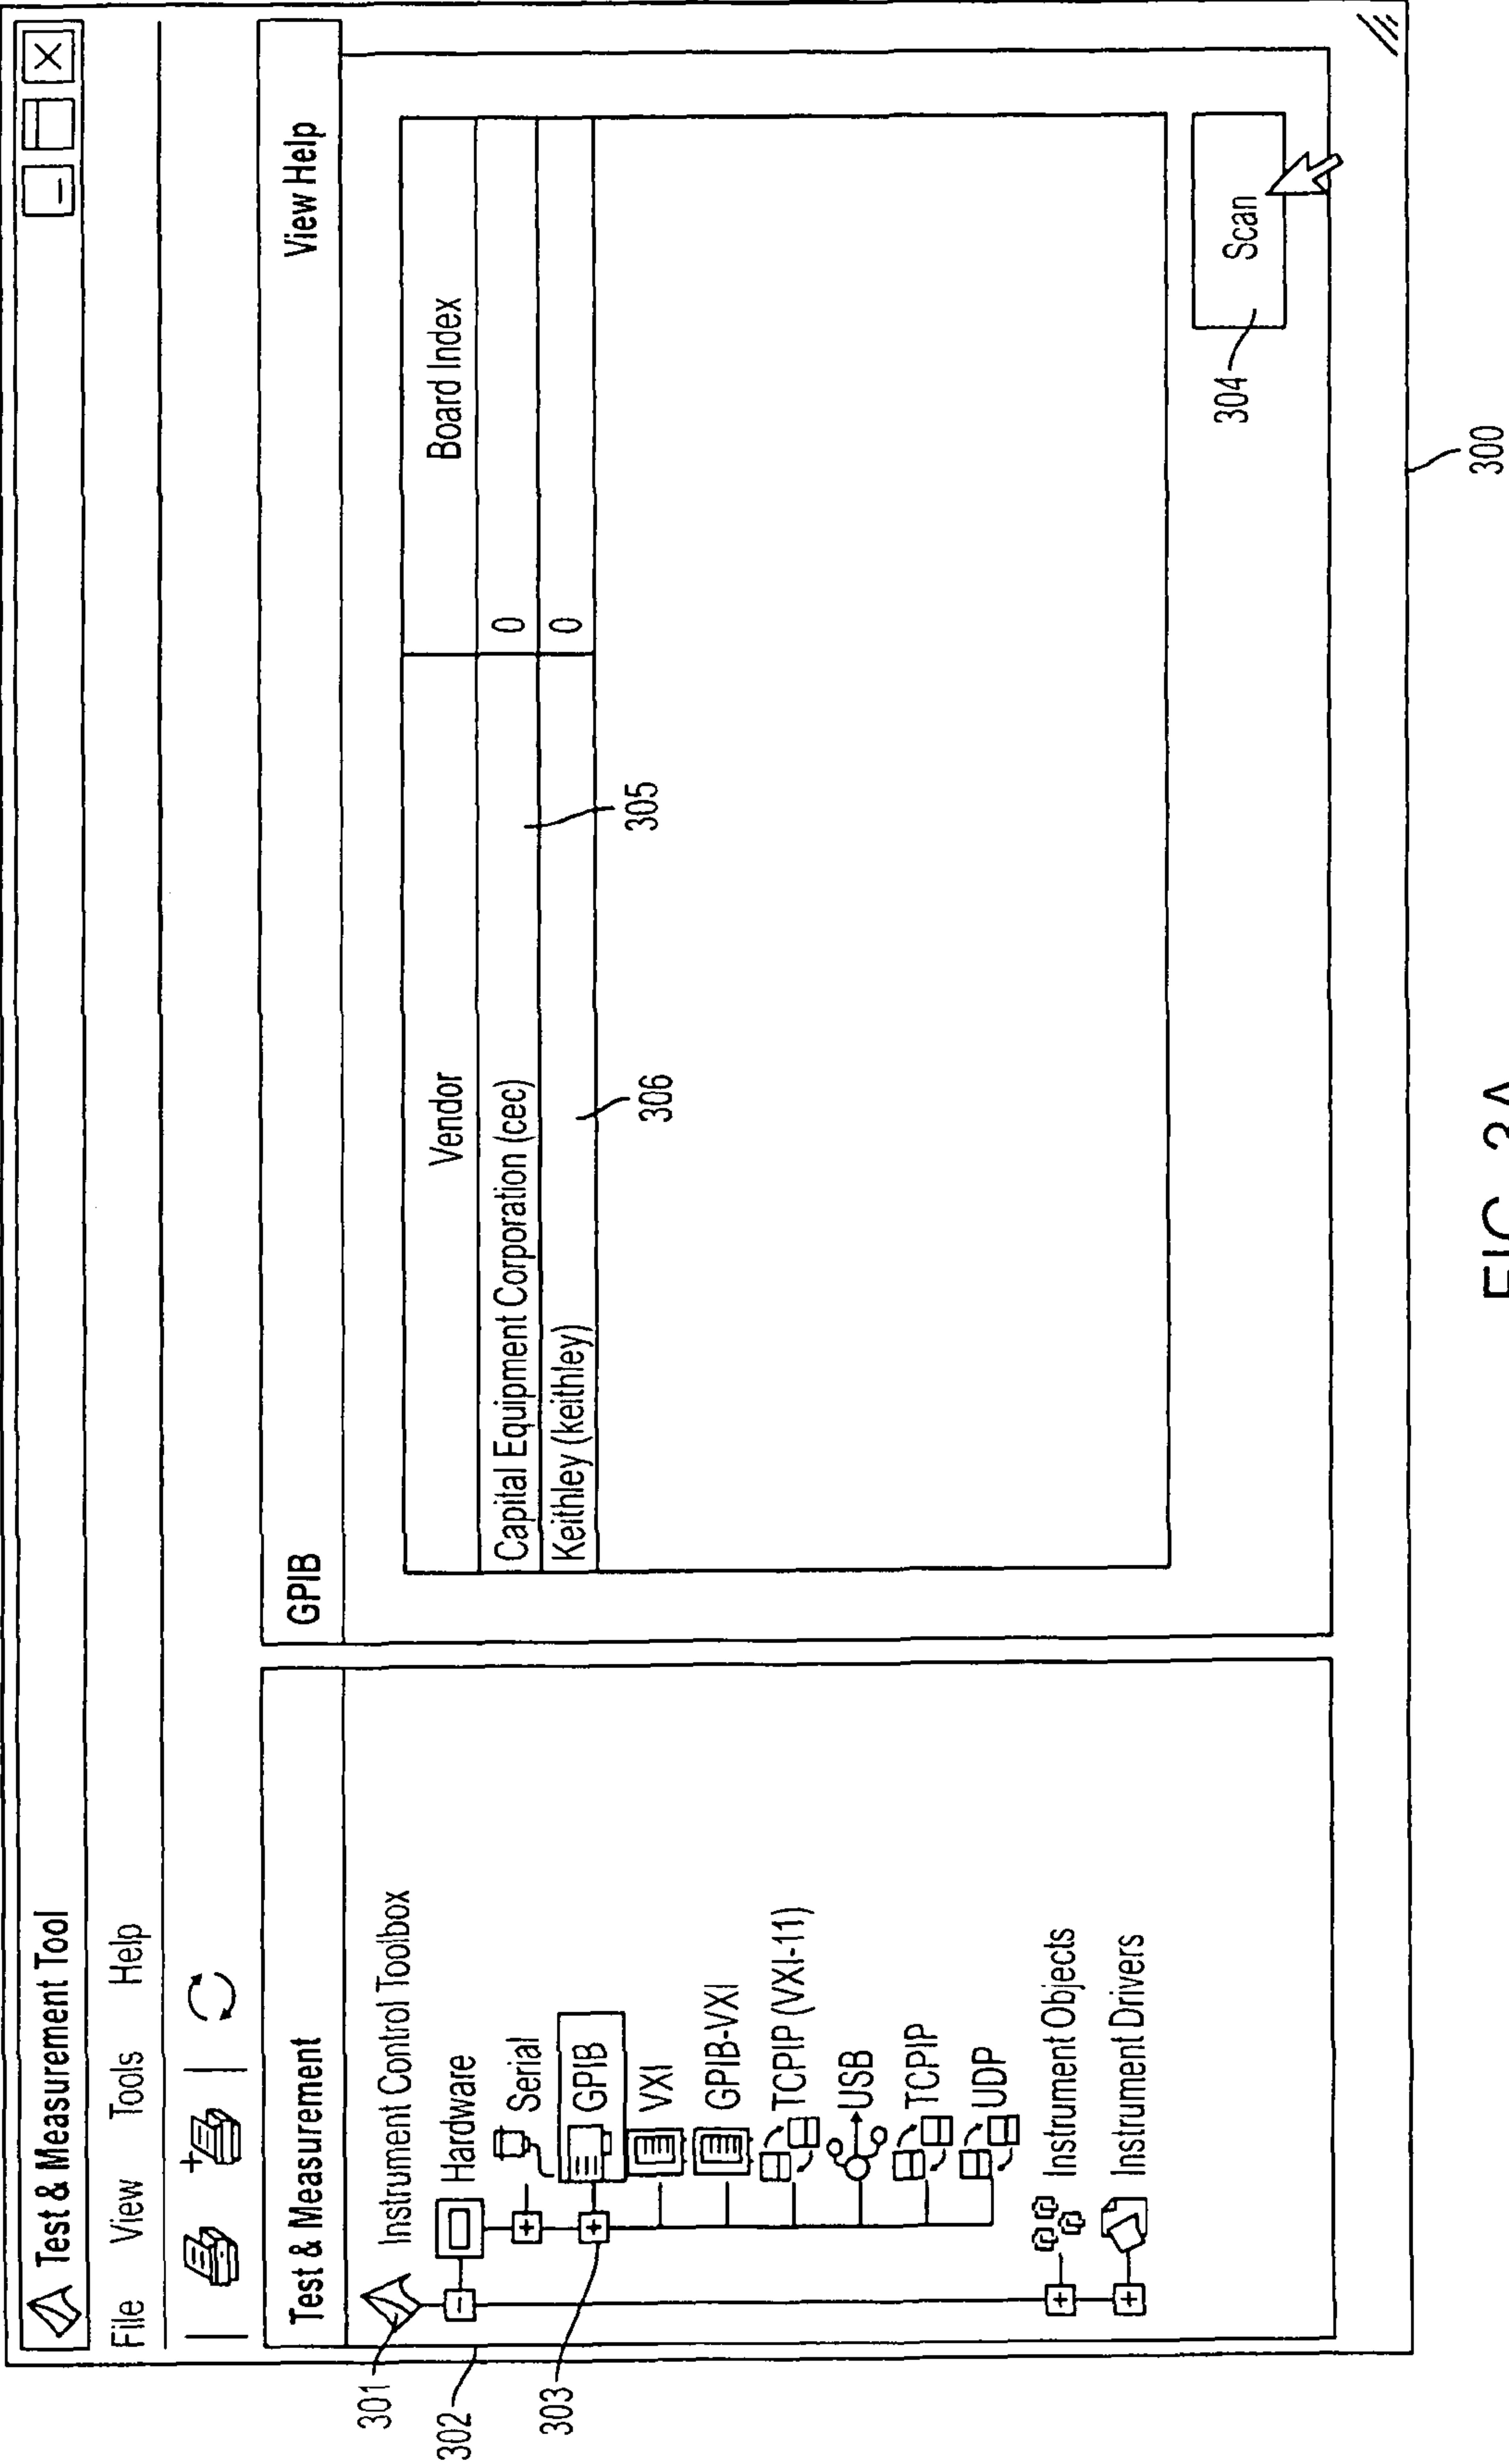 Test & Measurement Tool
File View Tools Help
Test & Measurement
Instrument Control Toolbox
Hardware
Serial
GPIB
VXI
GPIB-VXI
TCPIP (VXI-11)
USB
TCPIP
UDP
Instrument Objects
Instrument Drivers
301
302
303
GPIB View Help
Vendor Board Index
Capital Equipment Corporation (cec) 0
Keithley (keithley) 0
305
306
Scan
304
300
FIG. 3A